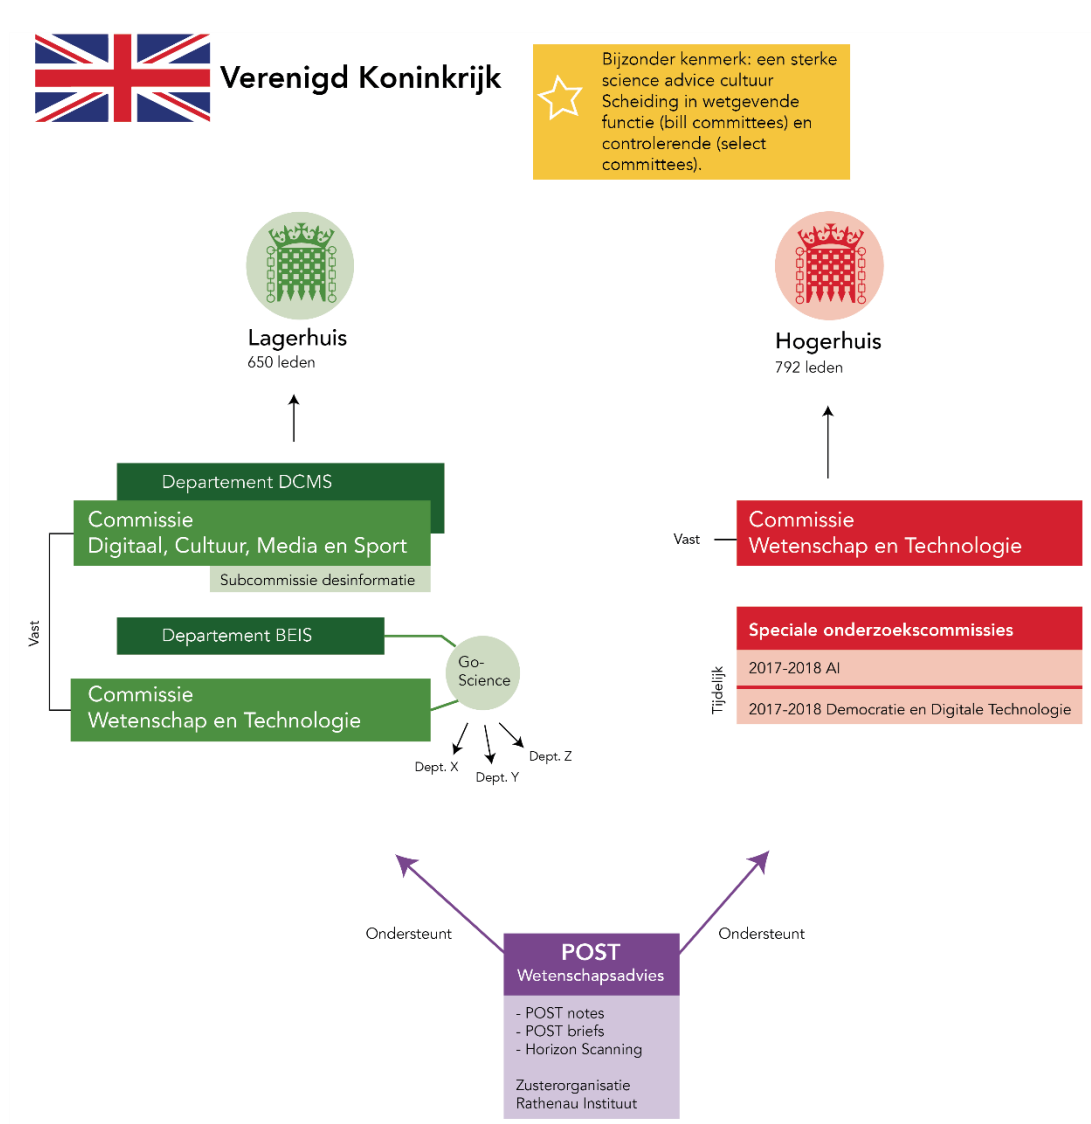 Verenigd Koninkrijk
Bijzonder kenmerk: een sterke
science advice cultuur
Scheiding in wetgevende
functie (bill committees) en
controlerende (select
committees).
Lagerhuis
650 leden
Hogerhuis
792 leden
Departement DCMS
Commissie
Digitaal, Cultuur, Media en Sport
Subcommissie desinformatie
Vast
Departement BEIS
Go-
Science
Commissie
Wetenschap en Technologie
Dept. X
Dept. Y
Dept. Z
Vast
Commissie
Wetenschap en Technologie
Tijdelijk
Speciale onderzoekscommissies
2017-2018 AI
2017-2018 Democratie en Digitale Technologie
Ondersteunt
Ondersteunt
POST
Wetenschapsadvies
- POST notes
- POST briefs
- Horizon Scanning
Zusterorganisatie
Rathenau Instituut